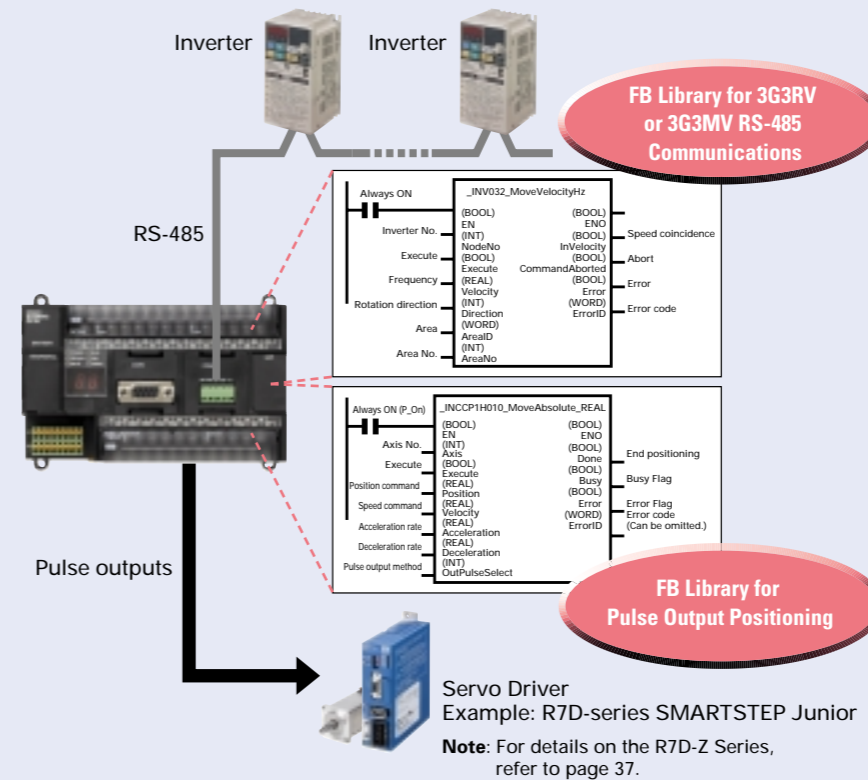 Inverter
Inverter
FB Library for 3G3RV
or 3G3MV RS-485
Communications
RS-485
Always ON
_INV032_MoveVelocityHz
(BOOL)
EN
(BOOL)
ENO
Inverter No.
(INT)
NodeNo
(BOOL)
InVelocity
Speed coincidence
Execute
(BOOL)
Execute
(BOOL)
CommandAborted
Abort
Frequency
(REAL)
Velocity
(BOOL)
Error
Error
Rotation direction
(INT)
Direction
(WORD)
ErrorID
Error code
Area
(WORD)
AreaID
Area No.
(INT)
AreaNo
Always ON (P_On)
_INCCP1H010_MoveAbsolute_REAL
(BOOL)
EN
(BOOL)
ENO
Axis No.
(INT)
Axis
(BOOL)
Done
End positioning
Execute
(BOOL)
Execute
(BOOL)
Busy
Busy Flag
Position command
(REAL)
Position
(BOOL)
Error
Error Flag
Speed command
(REAL)
Velocity
(WORD)
ErrorID
Error code
(Can be omitted.)
Acceleration rate
(REAL)
Acceleration
Deceleration rate
(REAL)
Deceleration
Pulse output method
(INT)
OutPulseSelect
Pulse outputs
FB Library for
Pulse Output Positioning
Servo Driver
Example: R7D-series SMARTSTEP Junior
Note: For details on the R7D-Z Series,
refer to page 37.